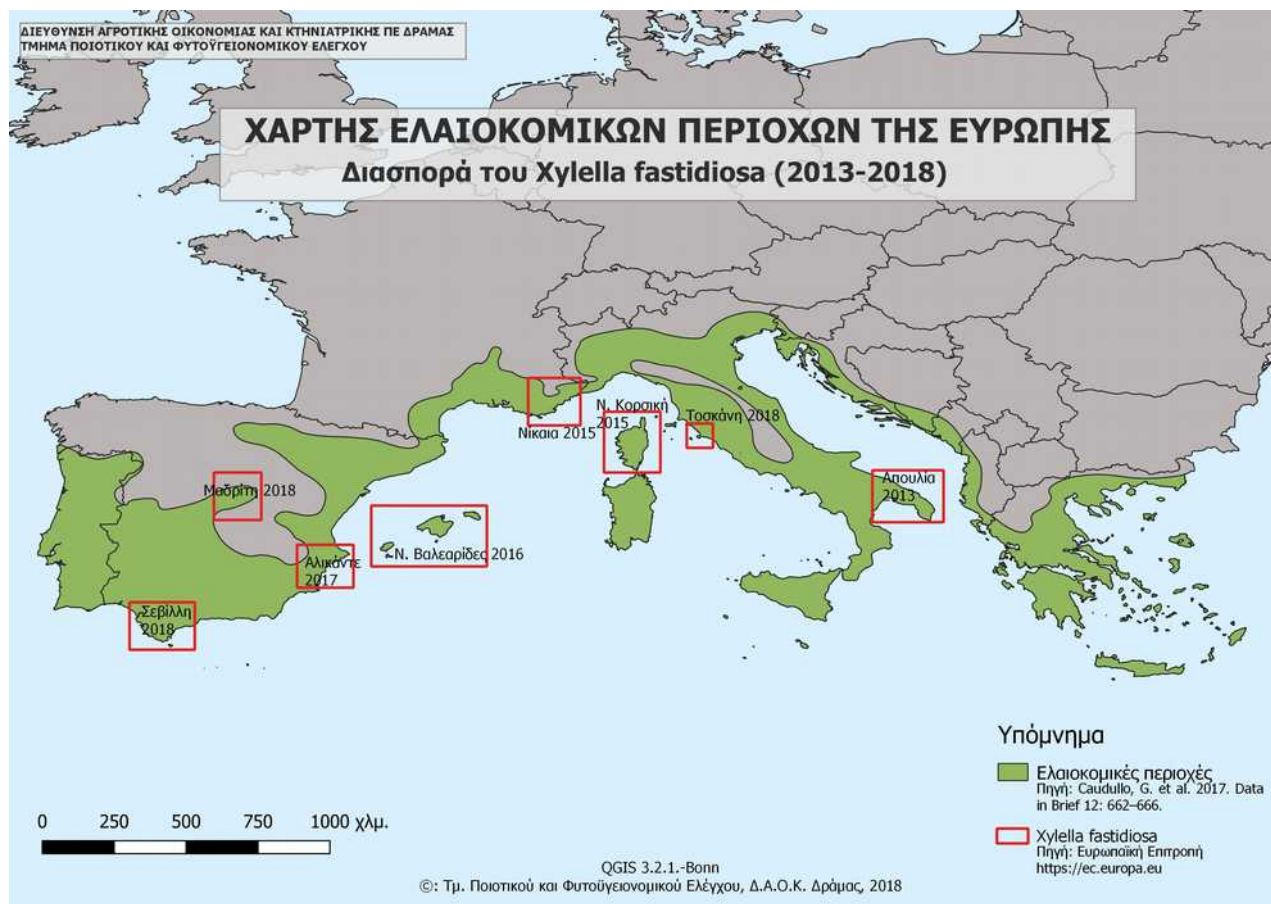 ΔΙΕΥΘΥΝΣΗ ΑΓΡΟΤΙΚΗΣ ΟΙΚΟΝΟΜΙΑΣ ΚΑΙ ΚΤΗΝΙΑΤΡΙΚΗΣ ΠΕ ΔΡΑΜΑΣ
ΤΜΗΜΑ ΠΟΙΟΤΙΚΟΥ ΚΑΙ ΦΥΤΟΫΓΕΙΟΝΟΜΙΚΟΥ ΕΛΕΓΧΟΥ
ΧΑΡΤΗΣ ΕΛΑΙΟΚΟΜΙΚΩΝ ΠΕΡΙΟΧΩΝ ΤΗΣ ΕΥΡΩΠΗΣ
Διασπορά του Xylella fastidiosa (2013-2018)
Ν. Κορσική
2015
Τοσκάνη 2018
Νίκαια 2015
Απουλία
2013
Μαδρίτη 2018
Ν. Βαλεαρίδες 2016
Αλικάντε
2017
Σεβίλλη
2018
Υπόμνημα
Ελαιοκομικές περιοχές
Πηγή: Caudullo, G. et al. 2017. Data
in Brief 12: 662–666.
Xylella fastidiosa
Πηγή: Ευρωπαϊκή Επιτροπή
https://ec.europa.eu
0 250 500 750 1000 χλμ.
QGIS 3.2.1.-Bonn
©: Τμ. Ποιοτικού και Φυτοϋγειονομικού Ελέγχου, Δ.Α.Ο.Κ. Δράμας, 2018